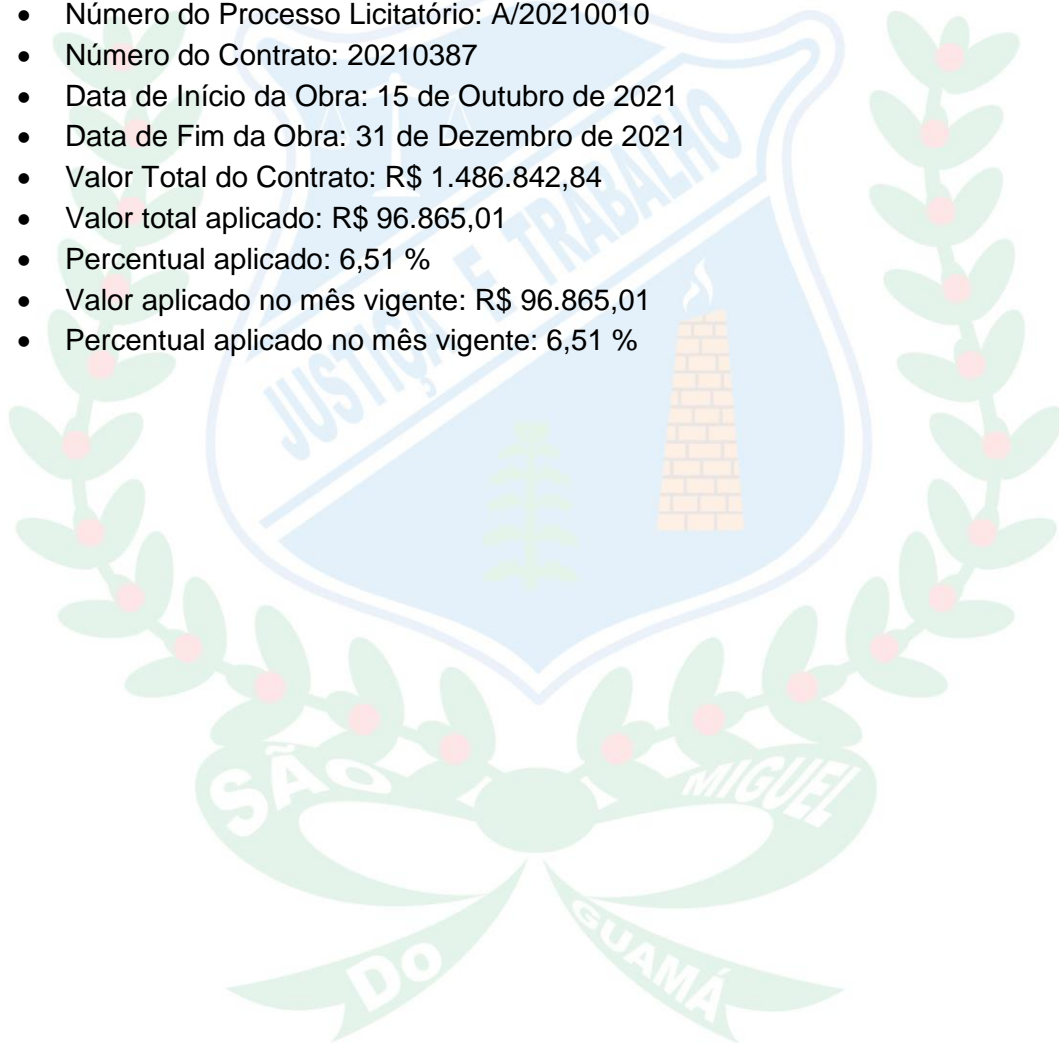 • Número do Processo Licitatório: A/20210010
• Número do Contrato: 20210387
• Data de Início da Obra: 15 de Outubro de 2021
• Data de Fim da Obra: 31 de Dezembro de 2021
• Valor Total do Contrato: R$ 1.486.842,84
• Valor total aplicado: R$ 96.865,01
• Percentual aplicado: 6,51 %
• Valor aplicado no mês vigente: R$ 96.865,01
• Percentual aplicado no mês vigente: 6,51 %
JUSTIÇA E TRABALHO
SÃO MIGUEL
DO GUAMÁ